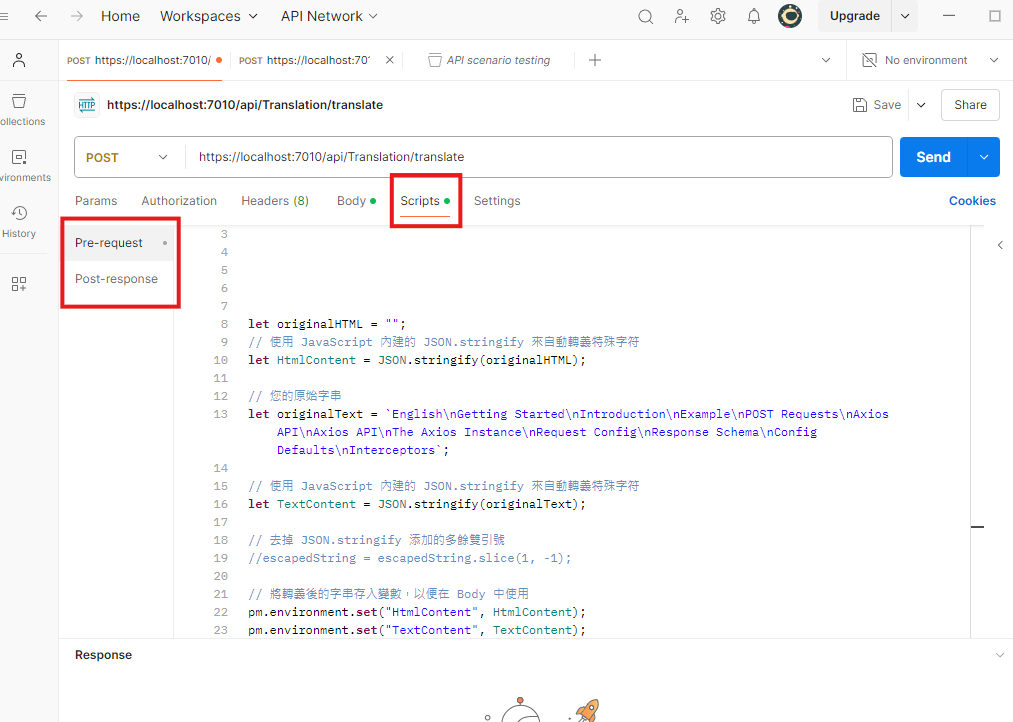 Home Workspaces API Network Upgrade
POST https://localhost:7010/ POST https://localhost:70 API scenario testing No environment
HTTP https://localhost:7010/api/Translation/translate Save Share
POST https://localhost:7010/api/Translation/translate Send
Params Authorization Headers (8) Body Scripts Settings Cookies
ollections
vironments
History
Pre-request
Post-response
3
4
5
6
7
8 let originalHTML = "";
9 // 使用 JavaScript 內建的 JSON.stringify 來自動轉義特殊字符
10 let HtmlContent = JSON.stringify(originalHTML);
11
12 // 您的原始字串
13 let originalText = `English\nGetting Started\nIntroduction\nExample\nPOST Requests\nAxios
API\nAxios API\nThe Axios Instance\nRequest Config\nResponse Schema\nConfig
Defaults\nInterceptors`;
14
15 // 使用 JavaScript 內建的 JSON.stringify 來自動轉義特殊字符
16 let TextContent = JSON.stringify(originalText);
17
18 // 去掉 JSON.stringify 添加的多餘雙引號
19 //escapedString = escapedString.slice(1, -1);
20
21 // 將轉義後的字串存入變數，以便在 Body 中使用
22 pm.environment.set("HtmlContent", HtmlContent);
23 pm.environment.set("TextContent", TextContent);
Response